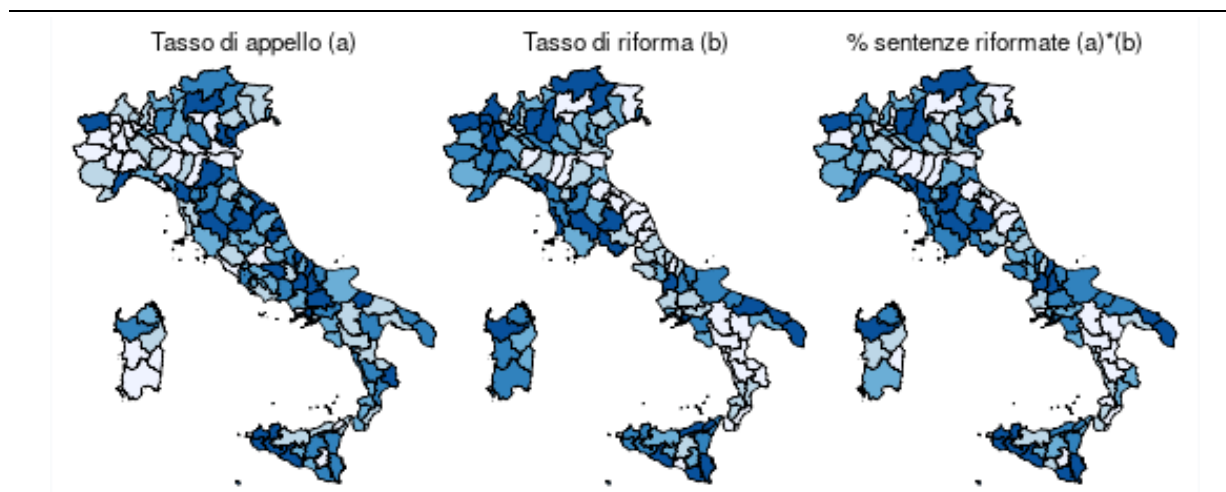 Tasso di appello (a)
Tasso di riforma (b)
% sentenze riformate (a)*(b)